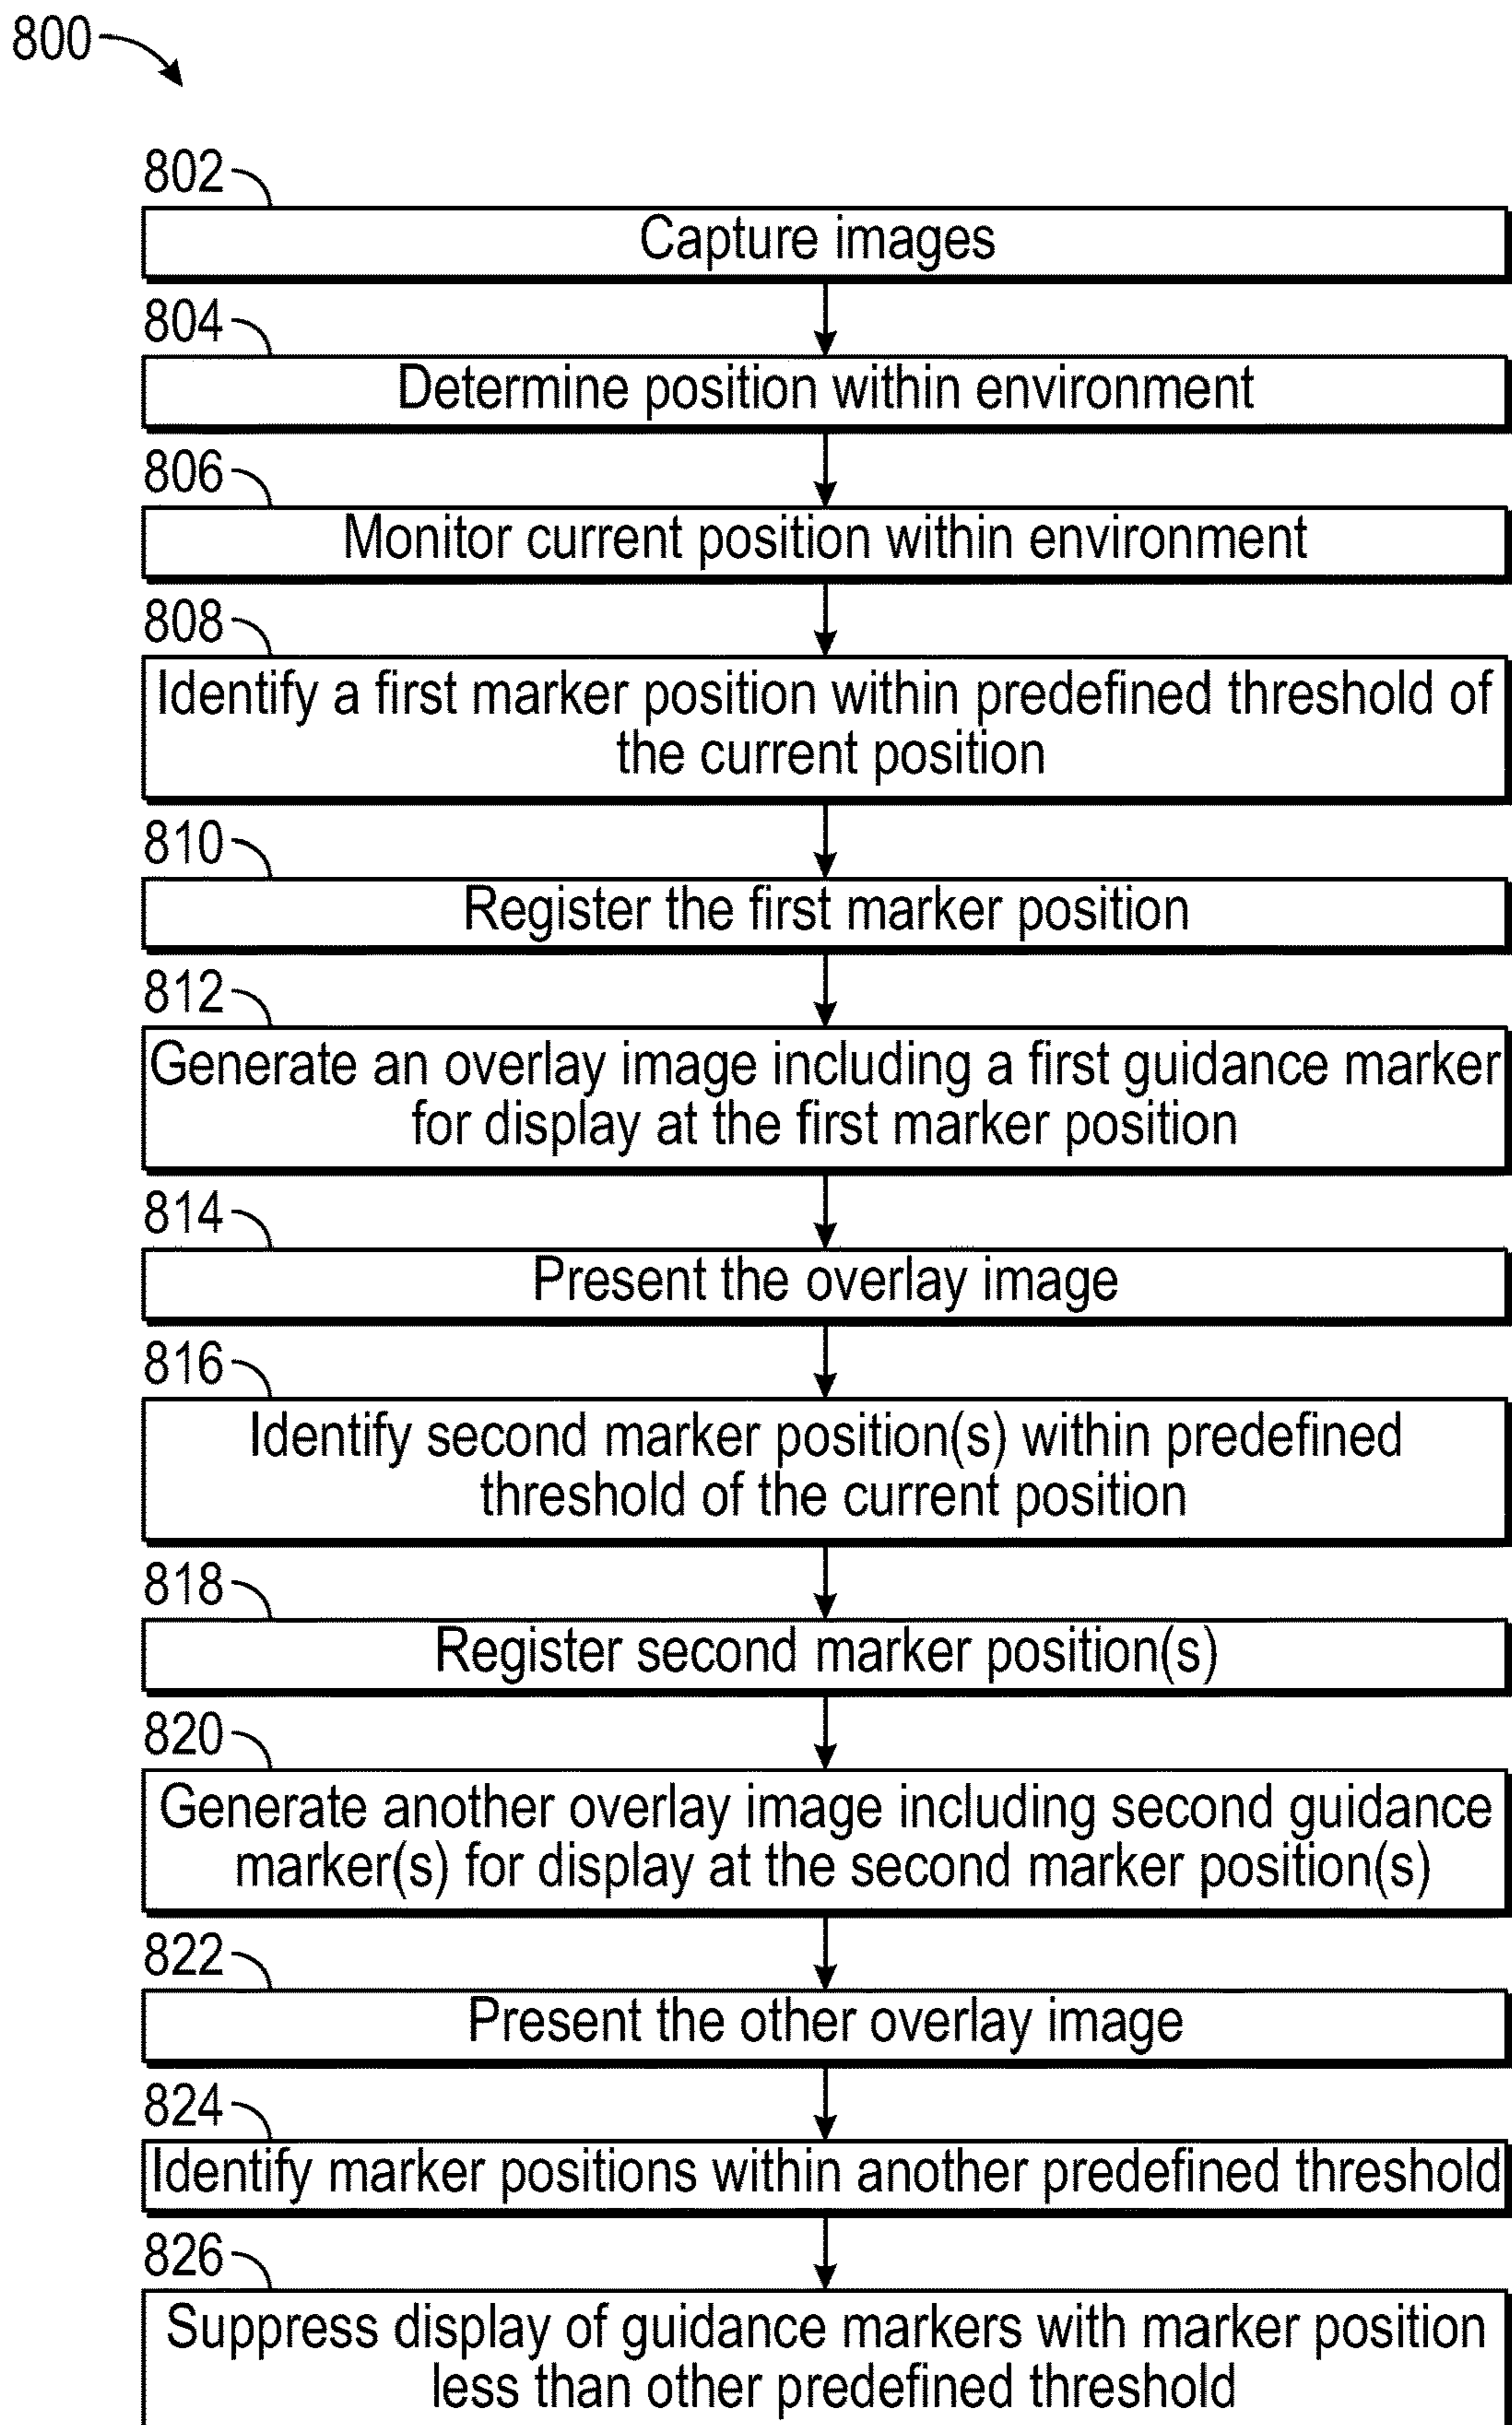 800
802
Capture images
804
Determine position within environment
806
Monitor current position within environment
808
Identify a first marker position within predefined threshold of
the current position
810
Register the first marker position
812
Generate an overlay image including a first guidance marker
for display at the first marker position
814
Present the overlay image
816
Identify second marker position(s) within predefined
threshold of the current position
818
Register second marker position(s)
820
Generate another overlay image including second guidance
marker(s) for display at the second marker position(s)
822
Present the other overlay image
824
Identify marker positions within another predefined threshold
826
Suppress display of guidance markers with marker position
less than other predefined threshold